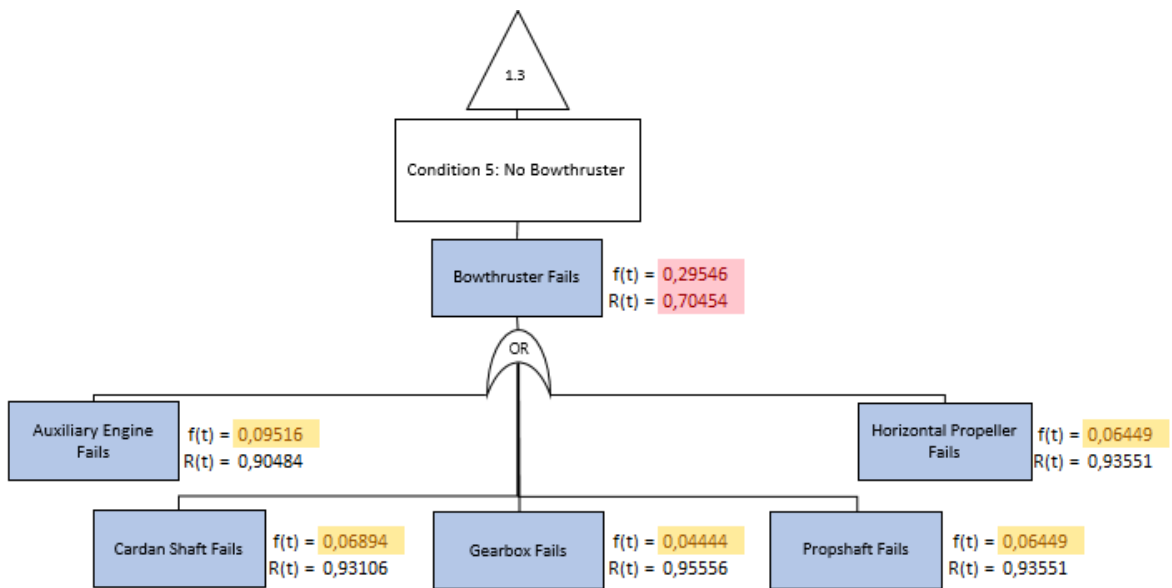 1.3
Condition 5: No Bowthruster
Bowthruster Fails
f(t) = 0,29546
R(t) = 0,70454
OR
Auxiliary Engine
Fails
f(t) = 0,09516
R(t) = 0,90484
Horizontal Propeller
Fails
f(t) = 0,06449
R(t) = 0,93551
Cardan Shaft Fails
f(t) = 0,06894
R(t) = 0,93106
Gearbox Fails
f(t) = 0,04444
R(t) = 0,95556
Propshaft Fails
f(t) = 0,06449
R(t) = 0,93551